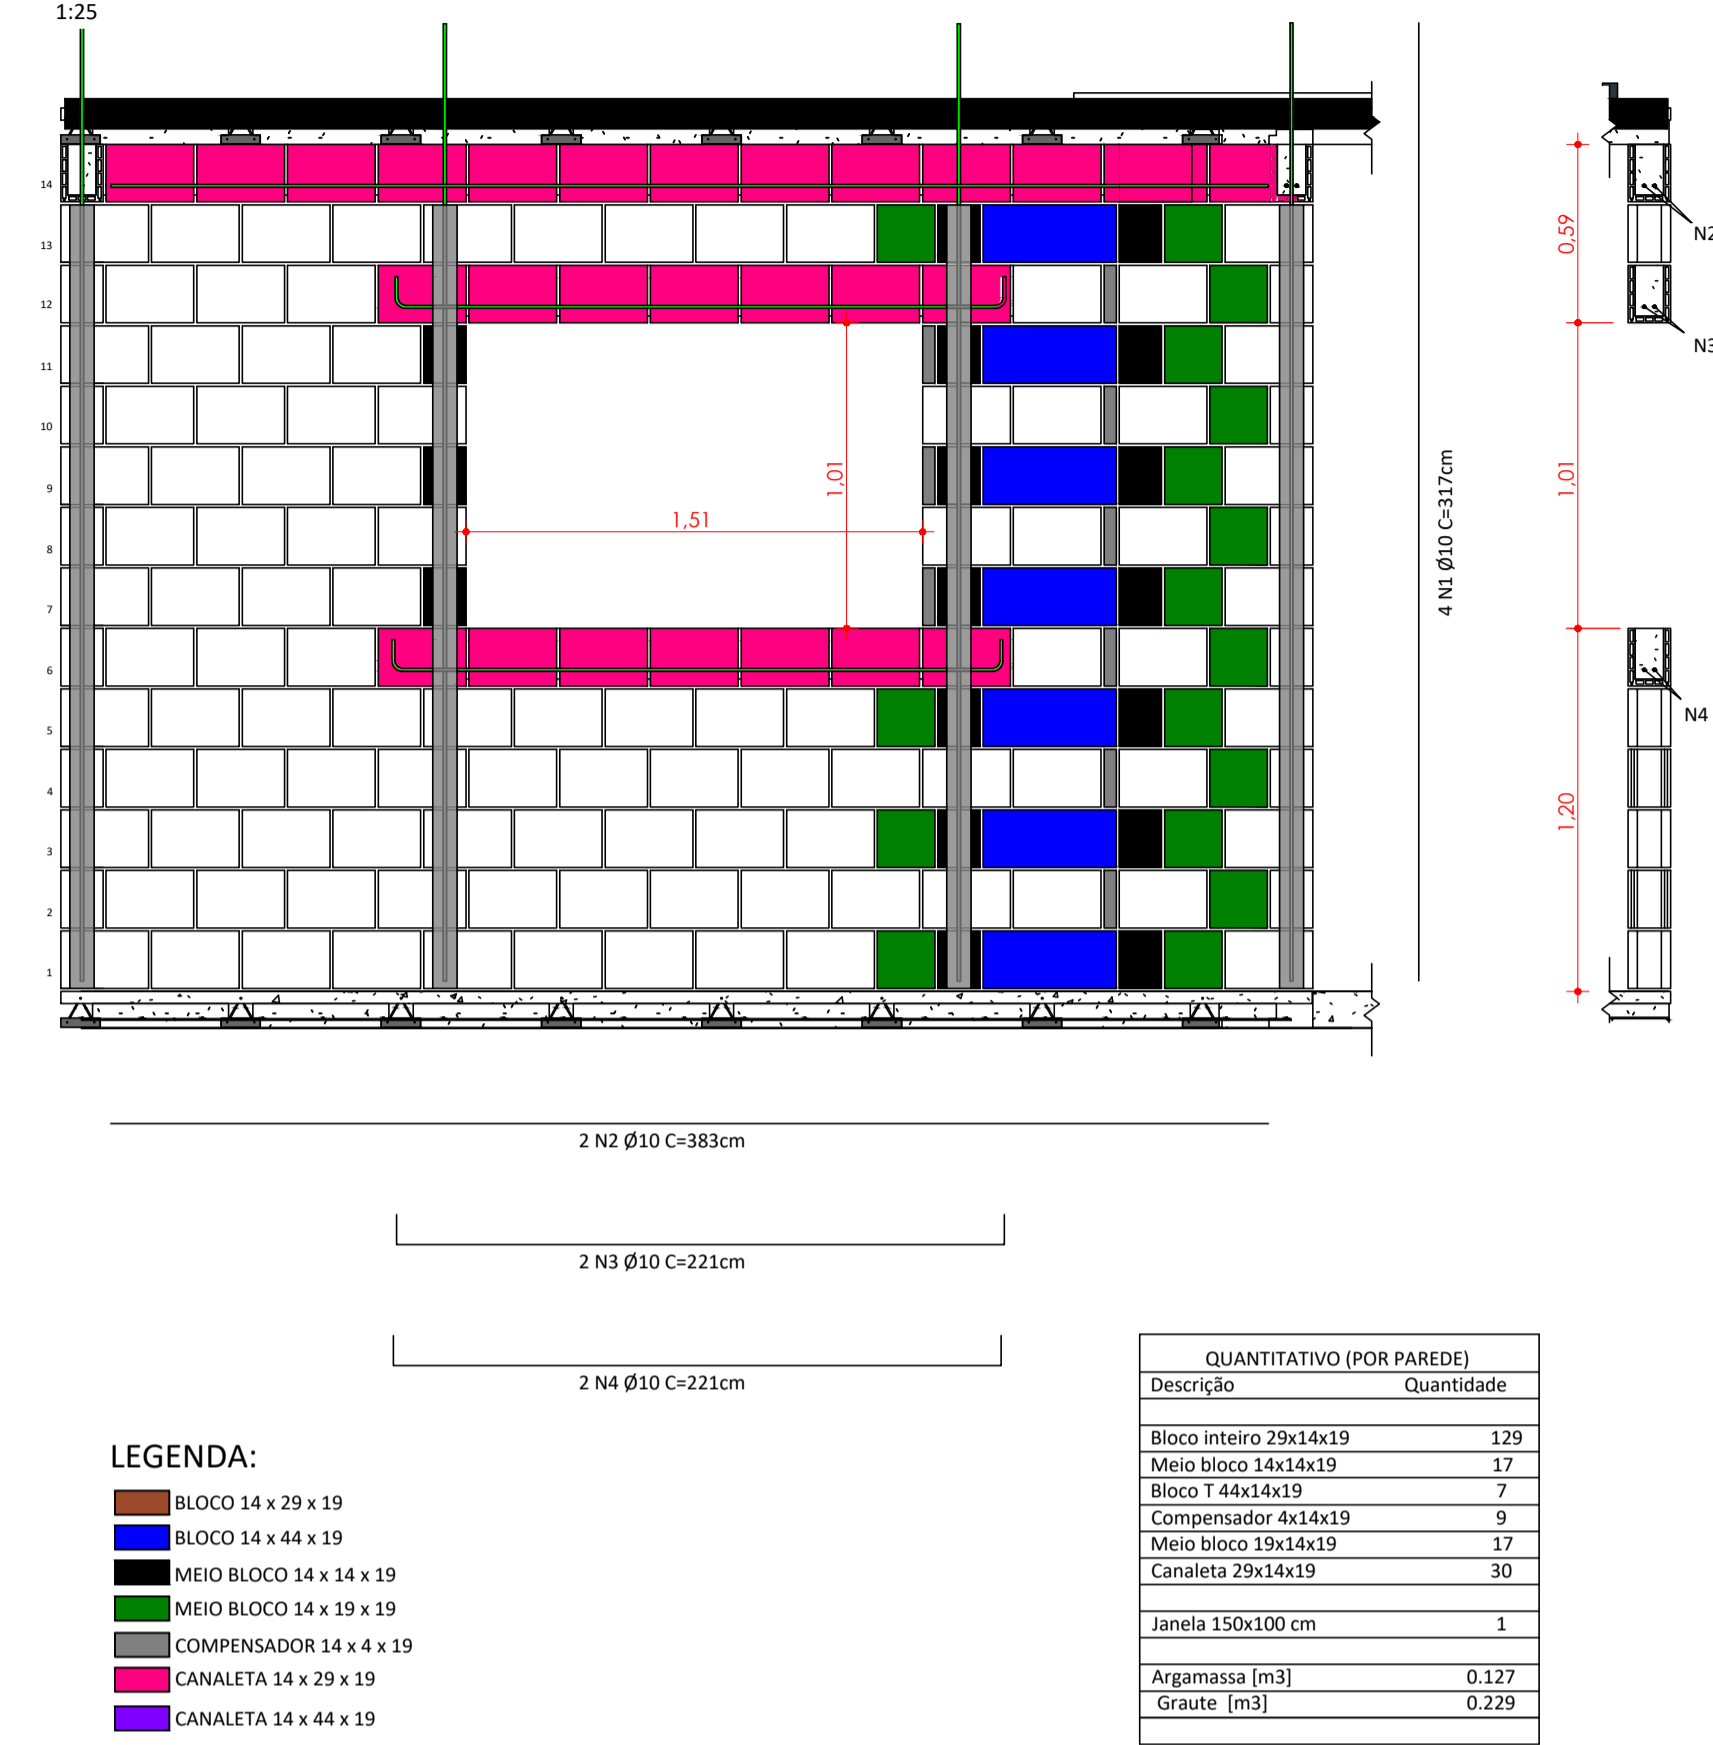 1:25
14
13
12
11
10
9
8
7
6
5
4
3
2
1
1,51
1,01
4 N1 Ø10 C=317cm
0,59
1,01
1,20
N2
N3
N4
2 N2 Ø10 C=383cm
2 N3 Ø10 C=221cm
2 N4 Ø10 C=221cm
LEGENDA:
BLOCO 14 x 29 x 19
BLOCO 14 x 44 x 19
MEIO BLOCO 14 x 14 x 19
MEIO BLOCO 14 x 19 x 19
COMPENSADOR 14 x 4 x 19
CANALETA 14 x 29 x 19
CANALETA 14 x 44 x 19
QUANTITATIVO (POR PAREDE)
Descrição Quantidade
Bloco inteiro 29x14x19 129
Meio bloco 14x14x19 17
Bloco T 44x14x19 7
Compensador 4x14x19 9
Meio bloco 19x14x19 17
Canaleta 29x14x19 30
Janela 150x100 cm 1
Argamassa [m3] 0.127
Graute [m3] 0.229